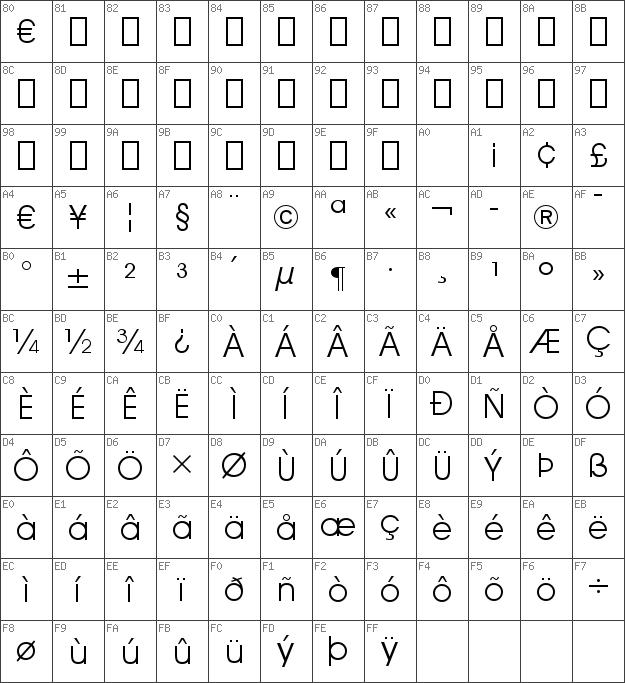 80 81 82 83 84 85 86 87 88 89 8A 8B
€ □ □ □ □ □ □ □ □ □ □ □
8C 8D 8E 8F 90 91 92 93 94 95 96 97
□ □ □ □ □ □ □ □ □ □ □ □
98 99 9A 9B 9C 9D 9E 9F A0 A1 A2 A3
□ □ □ □ □ □ □ □ ¡ ¢ £
A4 A5 A6 A7 A8 A9 AA AB AC AD AE AF
€ ¥ ¦ § ¨ © ª « ¬ - ® ¯
B0 B1 B2 B3 B4 B5 B6 B7 B8 B9 BA BB
° ± ² ³ ´ µ ¶ · ¸ ¹ º »
BC BD BE BF C0 C1 C2 C3 C4 C5 C6 C7
¼ ½ ¾ ¿ À Á Â Ã Ä Å Æ Ç
C8 C9 CA CB CC CD CE CF D0 D1 D2 D3
È É Ê Ë Ì Í Î Ï Ð Ñ Ò Ó
D4 D5 D6 D7 D8 D9 DA DB DC DD DE DF
Ô Õ Ö × Ø Ù Ú Û Ü Ý Þ ß
E0 E1 E2 E3 E4 E5 E6 E7 E8 E9 EA EB
à á â ã ä å æ ç è é ê ë
EC ED EE EF F0 F1 F2 F3 F4 F5 F6 F7
ì í î ï ð ñ ò ó ô õ ö ÷
F8 F9 FA FB FC FD FE FF
ø ù ú û ü ý þ ÿ